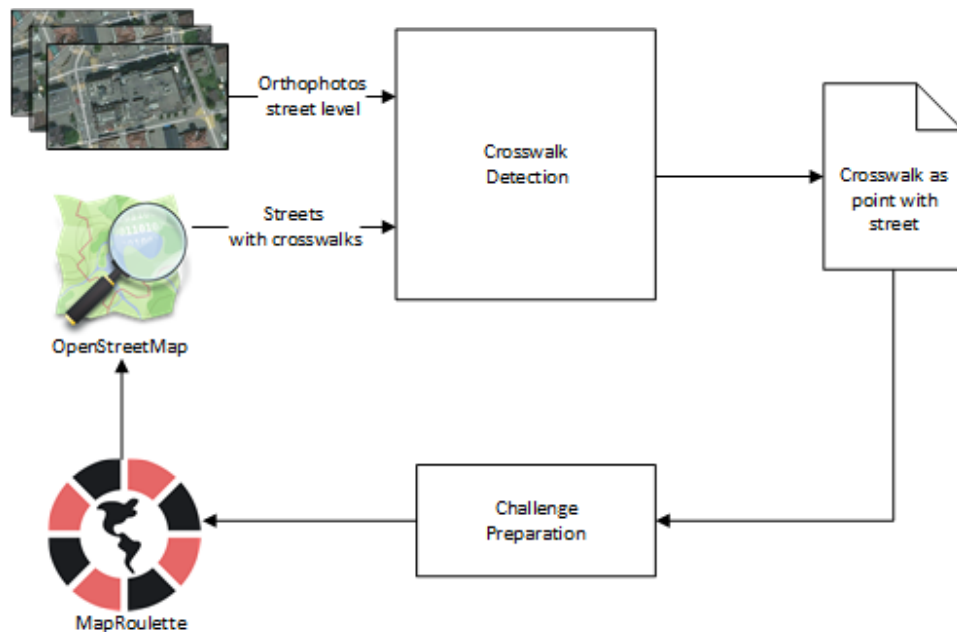 Orthophotos
street level
Crosswalk
Detection
Crosswalk as
point with
street
Streets
with crosswalks
OpenStreetMap
Challenge
Preparation
MapRoulette